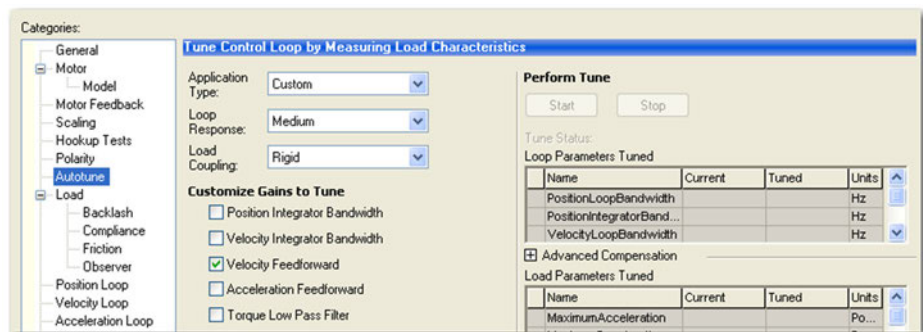 Categories:
General
Motor
Model
Motor Feedback
Scaling
Hookup Tests
Polarity
Autotune
Load
Backlash
Compliance
Friction
Observer
Position Loop
Velocity Loop
Acceleration Loop
Tune Control Loop by Measuring Load Characteristics
Application Type: Custom
Loop Response: Medium
Load Coupling: Rigid
Customize Gains to Tune
Position Integrator Bandwidth
Velocity Integrator Bandwidth
Velocity Feedforward
Acceleration Feedforward
Torque Low Pass Filter
Perform Tune
Start Stop
Tune Status:
Loop Parameters Tuned
Name Current Tuned Units
PositionLoopBandwidth Hz
PositionIntegratorBand... Hz
VelocityLoopBandwidth Hz
Advanced Compensation
Load Parameters Tuned
Name Current Tuned Units
MaximumAcceleration Po...